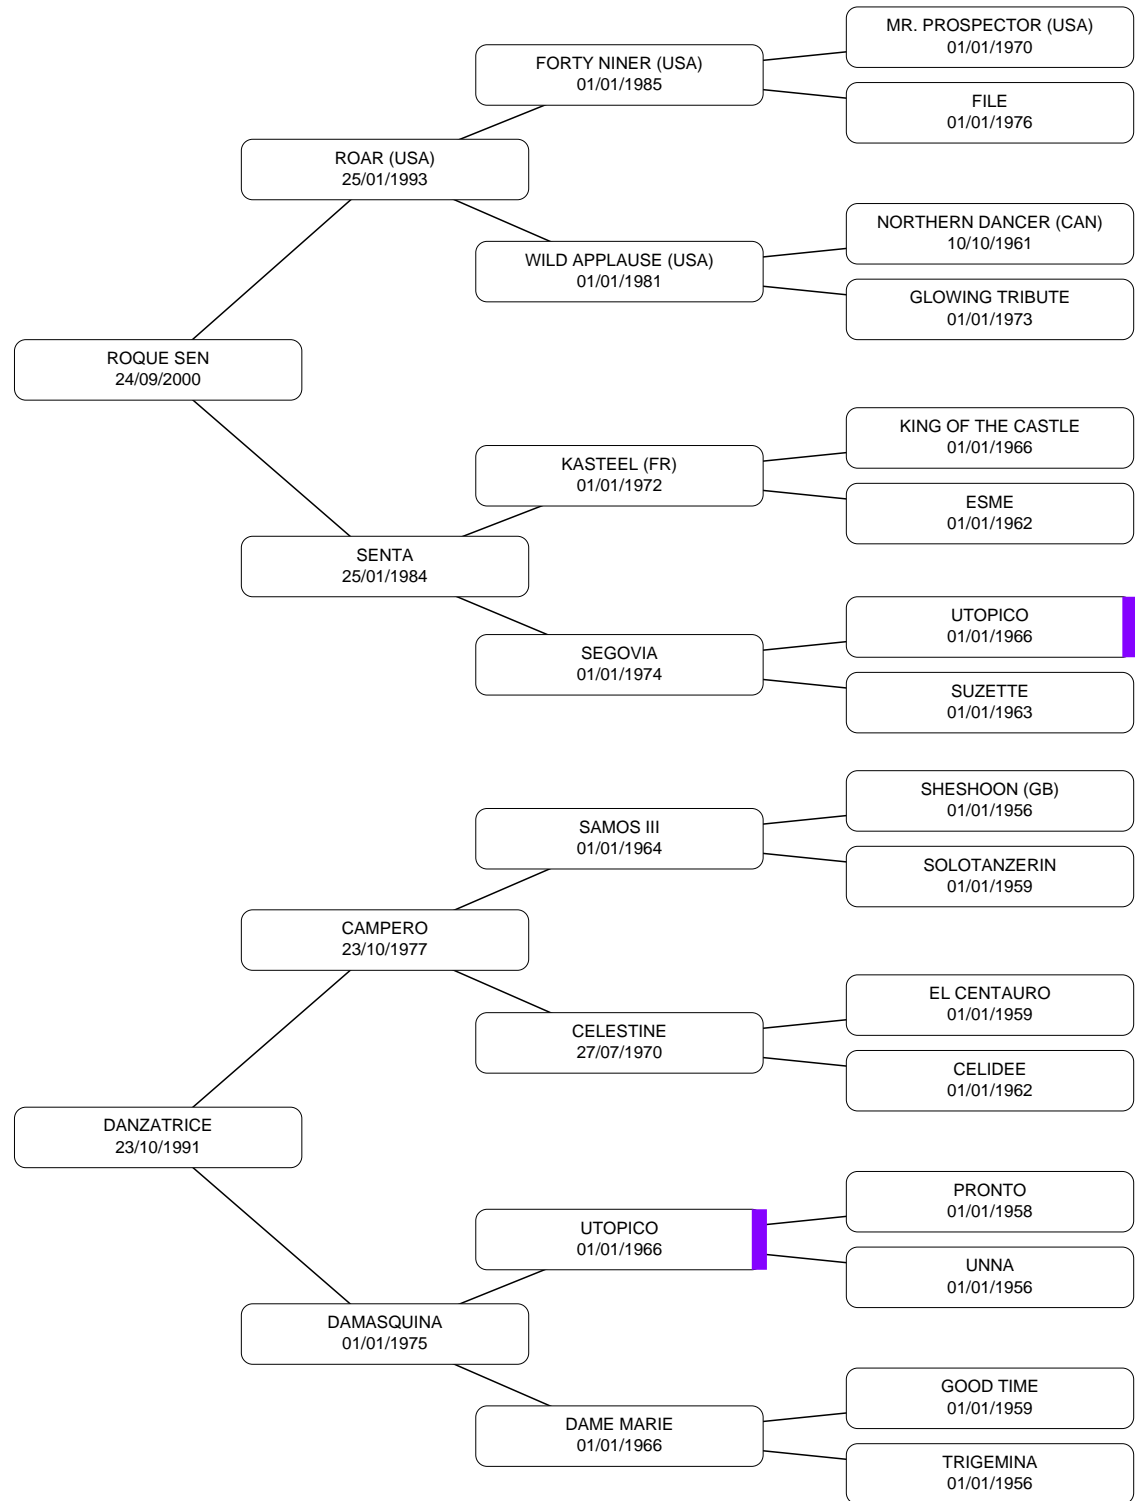 MR. PROSPECTOR (USA)
01/01/1970
FORTY NINER (USA)
01/01/1985
FILE
01/01/1976
ROAR (USA)
25/01/1993
NORTHERN DANCER (CAN)
10/10/1961
WILD APPLAUSE (USA)
01/01/1981
GLOWING TRIBUTE
01/01/1973
ROQUE SEN
24/09/2000
KING OF THE CASTLE
01/01/1966
KASTEEL (FR)
01/01/1972
ESME
01/01/1962
SENTA
25/01/1984
UTOPICO
01/01/1966
SEGOVIA
01/01/1974
SUZETTE
01/01/1963
SHESHOON (GB)
01/01/1956
SAMOS III
01/01/1964
SOLOTANZERIN
01/01/1959
CAMPERO
23/10/1977
EL CENTAURO
01/01/1959
CELESTINE
27/07/1970
CELIDEE
01/01/1962
DANZATRICE
23/10/1991
PRONTO
01/01/1958
UTOPICO
01/01/1966
UNNA
01/01/1956
DAMASQUINA
01/01/1975
GOOD TIME
01/01/1959
DAME MARIE
01/01/1966
TRIGEMINA
01/01/1956